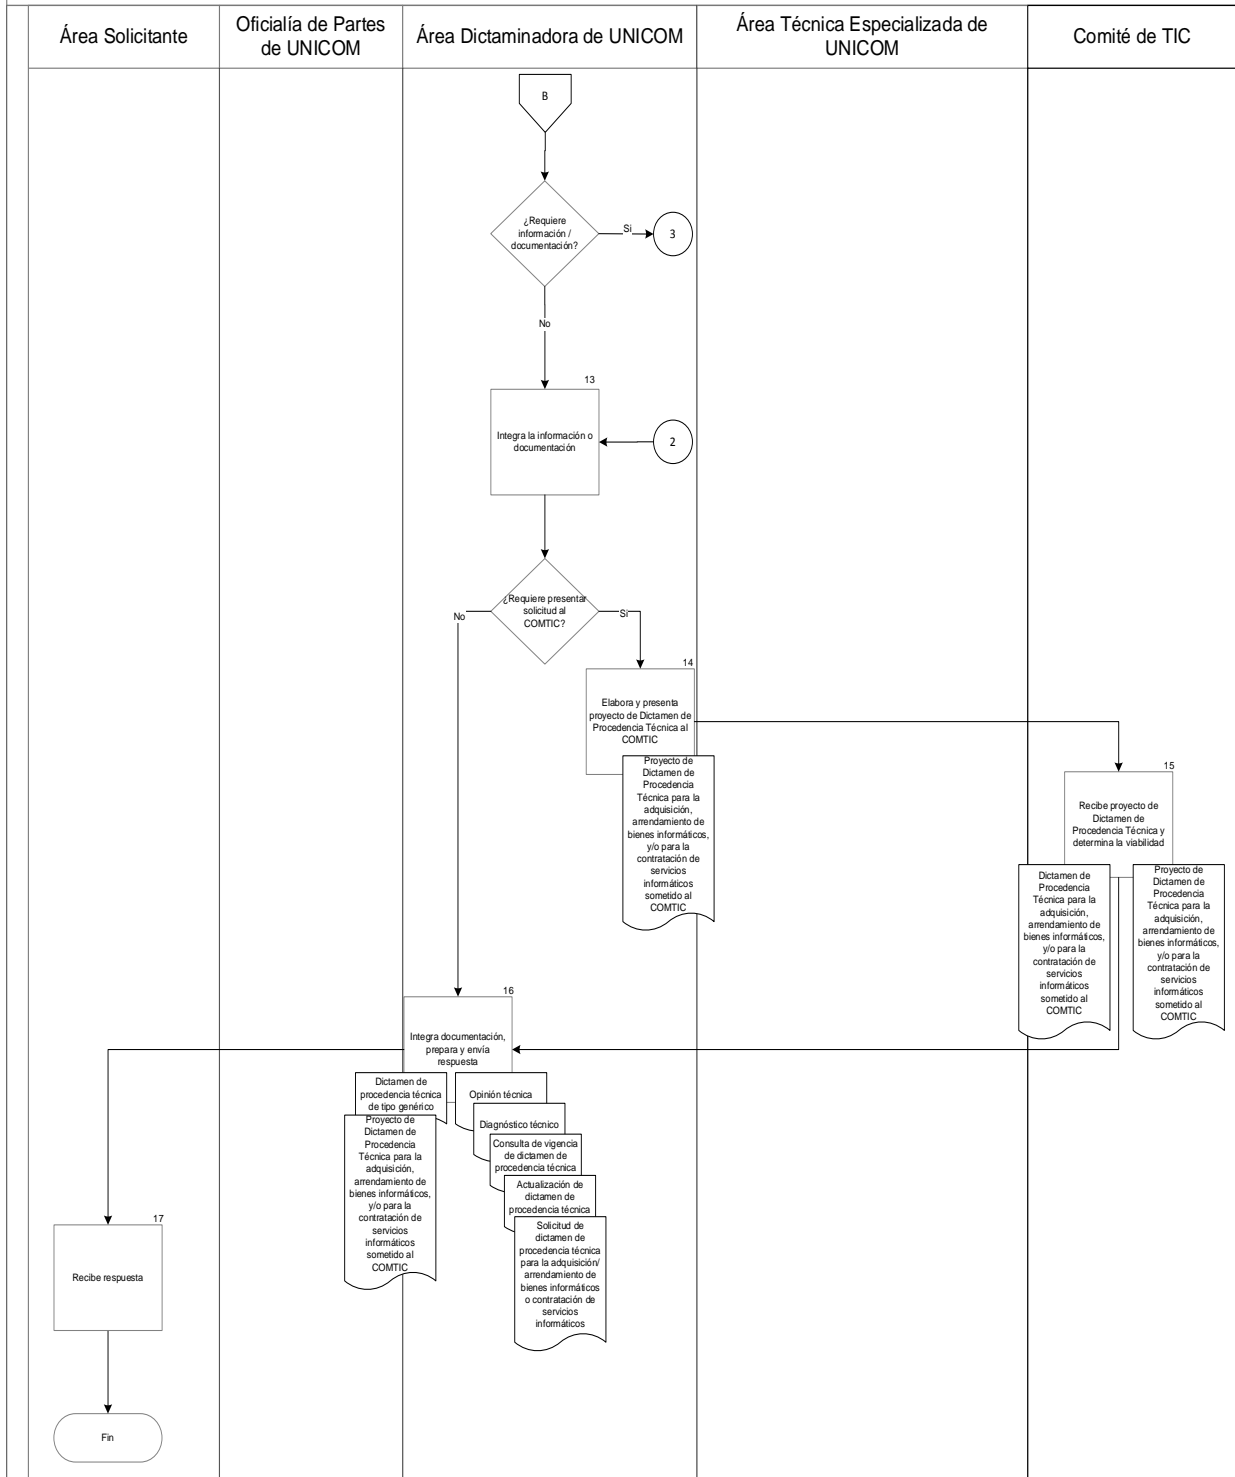 Área Solicitante
Oficialía de Partes
de UNICOM
Área Dictaminadora de UNICOM
Área Técnica Especializada de
UNICOM
Comité de TIC
B
¿Requiere
información /
documentación?
Si
3
No
13
Integra la información o
documentación
2
¿Requiere presentar
solicitud al
COMTIC?
No
Si
14
Elabora y presenta
proyecto de Dictamen de
Procedencia Técnica al
COMTIC
Proyecto de
Dictamen de
Procedencia
Técnica para la
adquisición,
arrendamiento de
bienes informáticos,
y/o para la
contratación de
servicios
informáticos
sometido al
COMTIC
15
Recibe proyecto de
Dictamen de
Procedencia Técnica y
determina la viabilidad
Dictamen de
Procedencia
Técnica para la
adquisición,
arrendamiento de
bienes informáticos,
y/o para la
contratación de
servicios
informáticos
sometido al
COMTIC
Proyecto de
Dictamen de
Procedencia
Técnica para la
adquisición,
arrendamiento de
bienes informáticos,
y/o para la
contratación de
servicios
informáticos
sometido al
COMTIC
16
Integra documentación,
prepara y envía
respuesta
Dictamen de
procedencia técnica
de tipo genérico
Proyecto de
Dictamen de
Procedencia
Técnica para la
adquisición,
arrendamiento de
bienes informáticos,
y/o para la
contratación de
servicios
informáticos
sometido al
COMTIC
Opinión técnica
Diagnóstico técnico
Consulta de vigencia
de dictamen de
procedencia técnica
Actualización de
dictamen de
procedencia técnica
Solicitud de
dictamen de
procedencia técnica
para la adquisición/
arrendamiento de
bienes informáticos
o contratación de
servicios
informáticos
17
Recibe respuesta
Fin